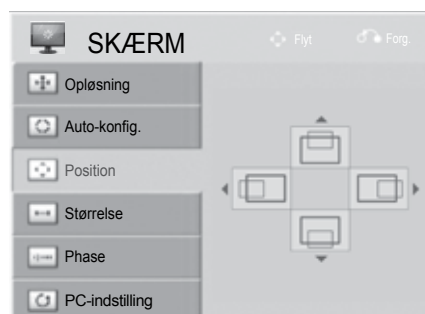 SKÆRM
Flyt
Forg.
Opløsning
Auto-konfig.
Position
Størrelse
Phase
PC-indstilling